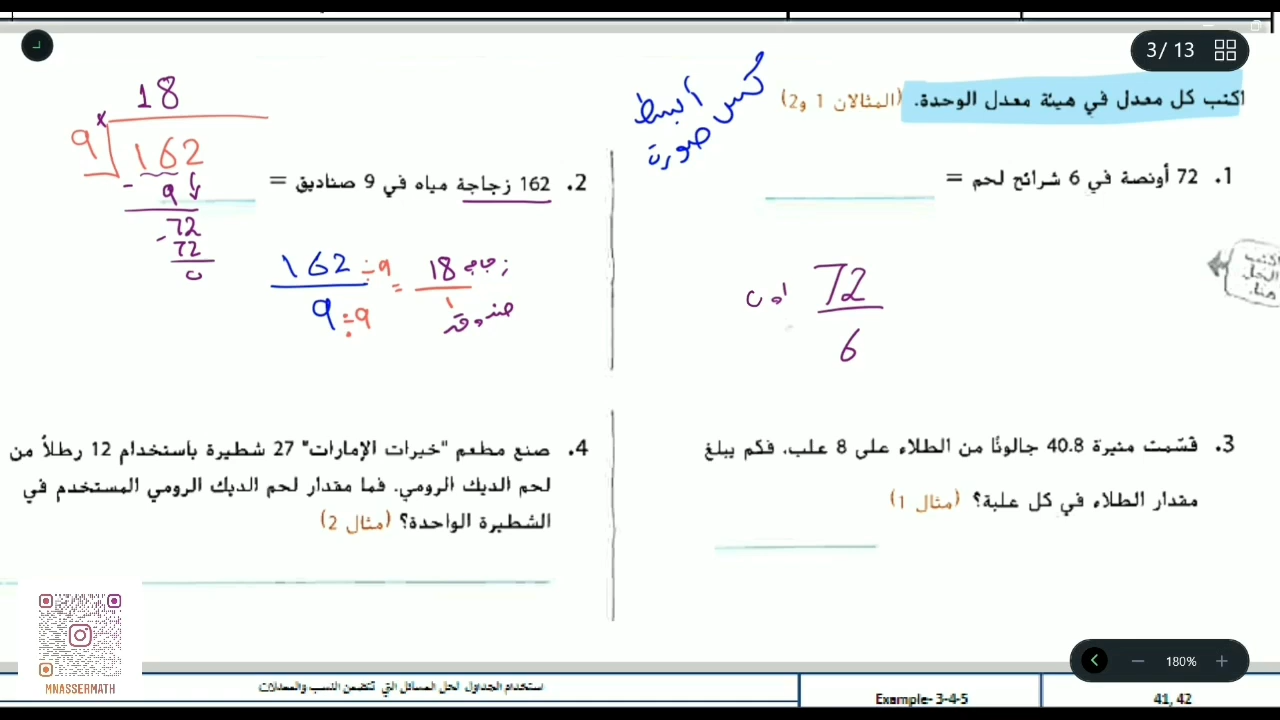 3/ 13
اكتب كل معدل في هيئة معدل الوحدة. (المثالان 1 و2)
كسر أبسط
صورة
1. 72 أونصة في 6 شرائح لحم =
72
6
2. 162 زجاجة مياه في 9 صناديق =
18
9 162
- 9
72
- 72
0
162 ÷9 = 18 زجاجه
9 ÷9 1 صندوق
اكتب
الحل
هنا.
3. قسّمت منيرة 40.8 جالونًا من الطلاء على 8 علب. فكم يبلغ
مقدار الطلاء في كل علبة؟ (مثال 1)
4. صنع مطعم "خيرات الإمارات" 27 شطيرة باستخدام 12 رطلاً من
لحم الديك الرومي. فما مقدار لحم الديك الرومي المستخدم في
الشطيرة الواحدة؟ (مثال 2)
MNASSERMATH
180%
استخدام الجداول لحل المسائل التي تتضمن النسب والمعدلات
Example- 3-4-5
41, 42